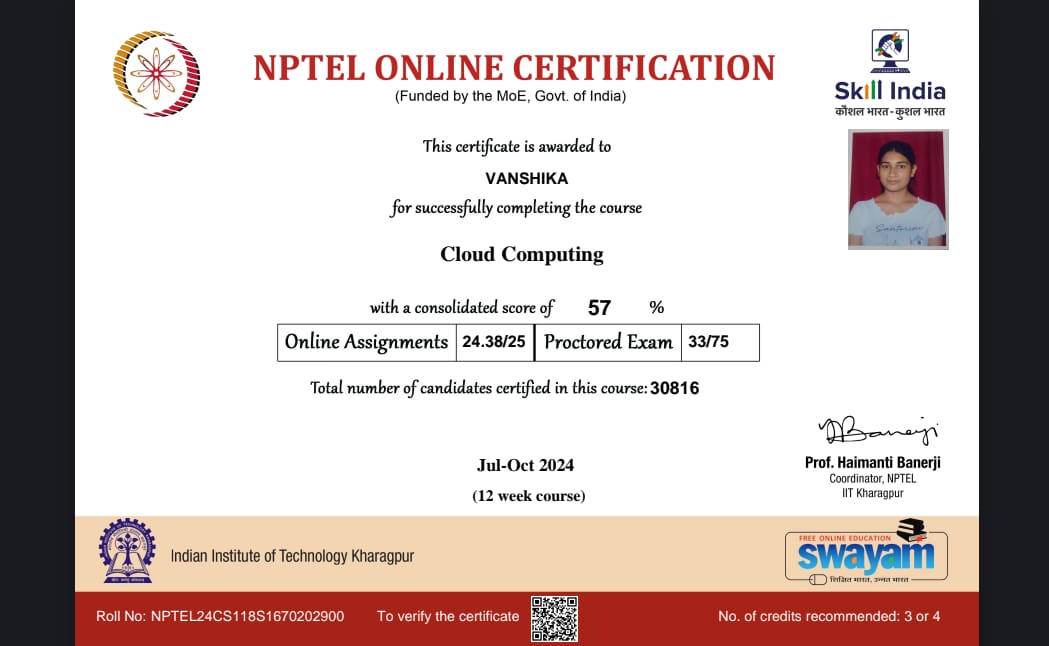 NPTEL ONLINE CERTIFICATION
(Funded by the MoE, Govt. of India)
Skill India
कौशल भारत - कुशल भारत
This certificate is awarded to
VANSHIKA
for successfully completing the course
Cloud Computing
with a consolidated score of 57 %
Online Assignments 24.38/25 Proctored Exam 33/75
Total number of candidates certified in this course: 30816
Jul-Oct 2024
(12 week course)
Prof. Haimanti Banerji
Coordinator, NPTEL
IIT Kharagpur
Indian Institute of Technology Kharagpur
FREE ONLINE EDUCATION
swayam
शिक्षित भारत, उन्नत भारत
Roll No: NPTEL24CS118S1670202900 To verify the certificate No. of credits recommended: 3 or 4